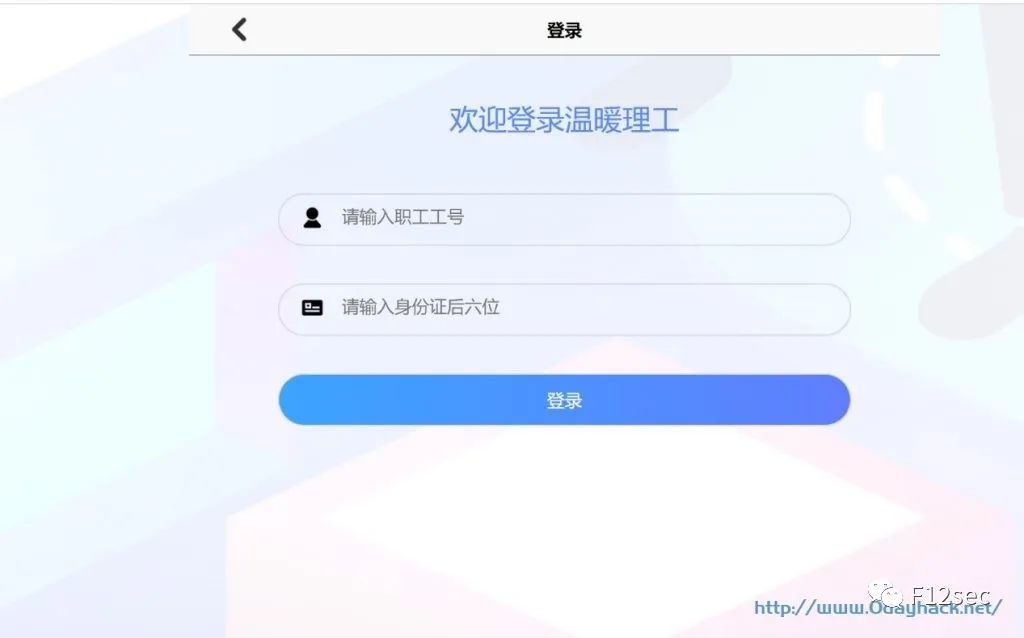 登录
欢迎登录温暖理工
请输入职工工号
请输入身份证后六位
登录
F12sec
http://www.0dayhack.net/